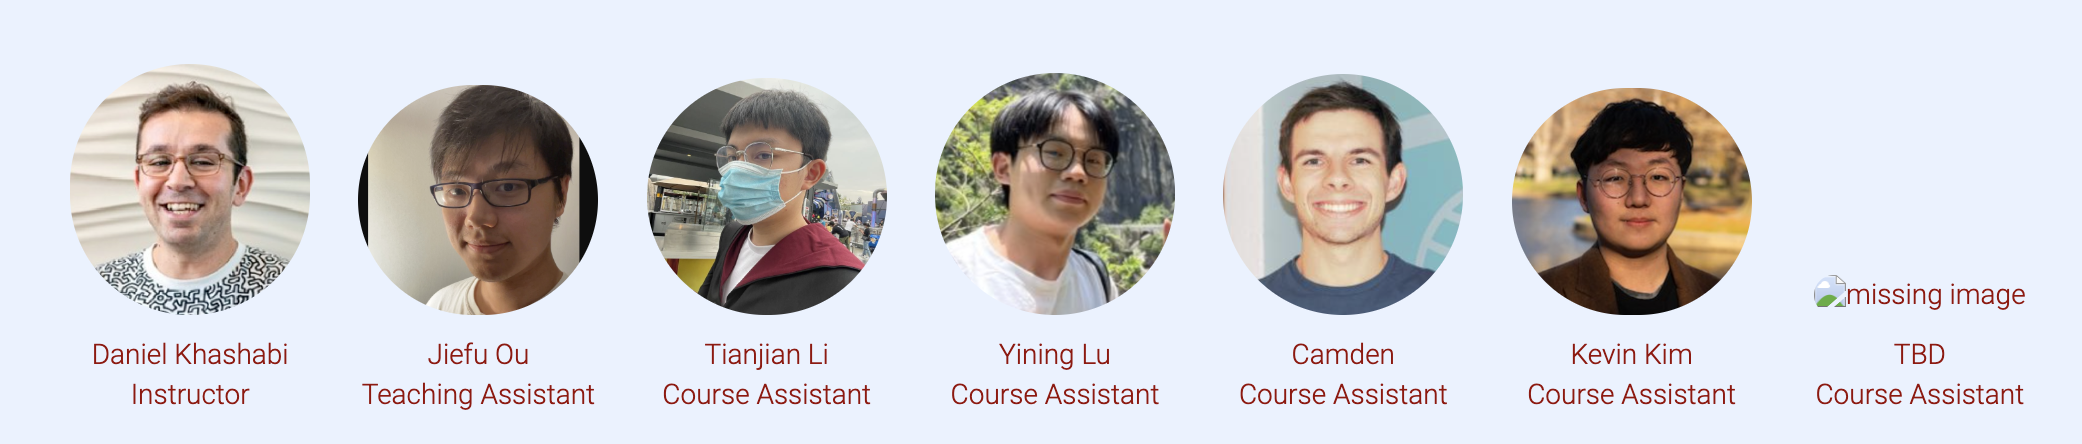 missing image
Daniel Khashabi
Instructor
Jiefu Ou
Teaching Assistant
Tianjian Li
Course Assistant
Yining Lu
Course Assistant
Camden
Course Assistant
Kevin Kim
Course Assistant
TBD
Course Assistant